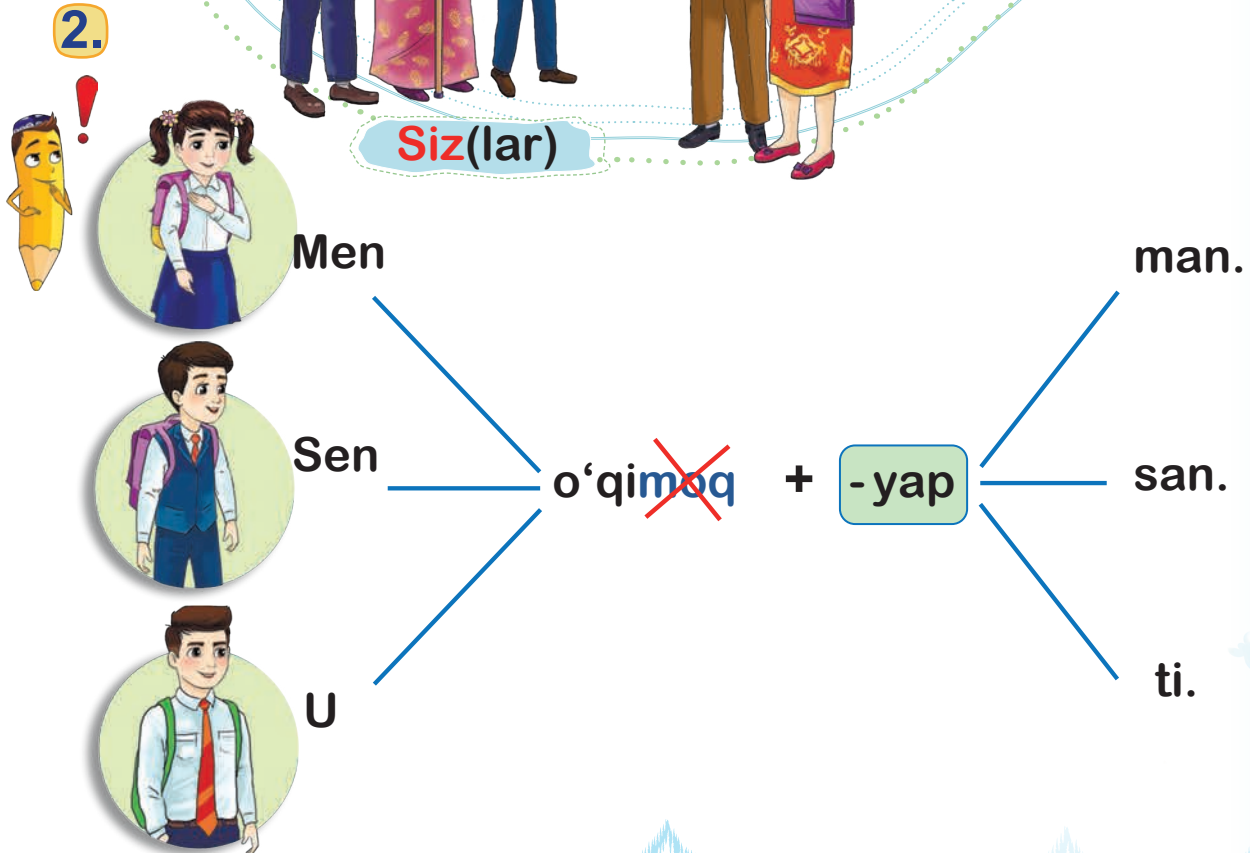 2.
Siz(lar)
Men
man.
Sen
o‘qimoq + - yap
san.
U
ti.